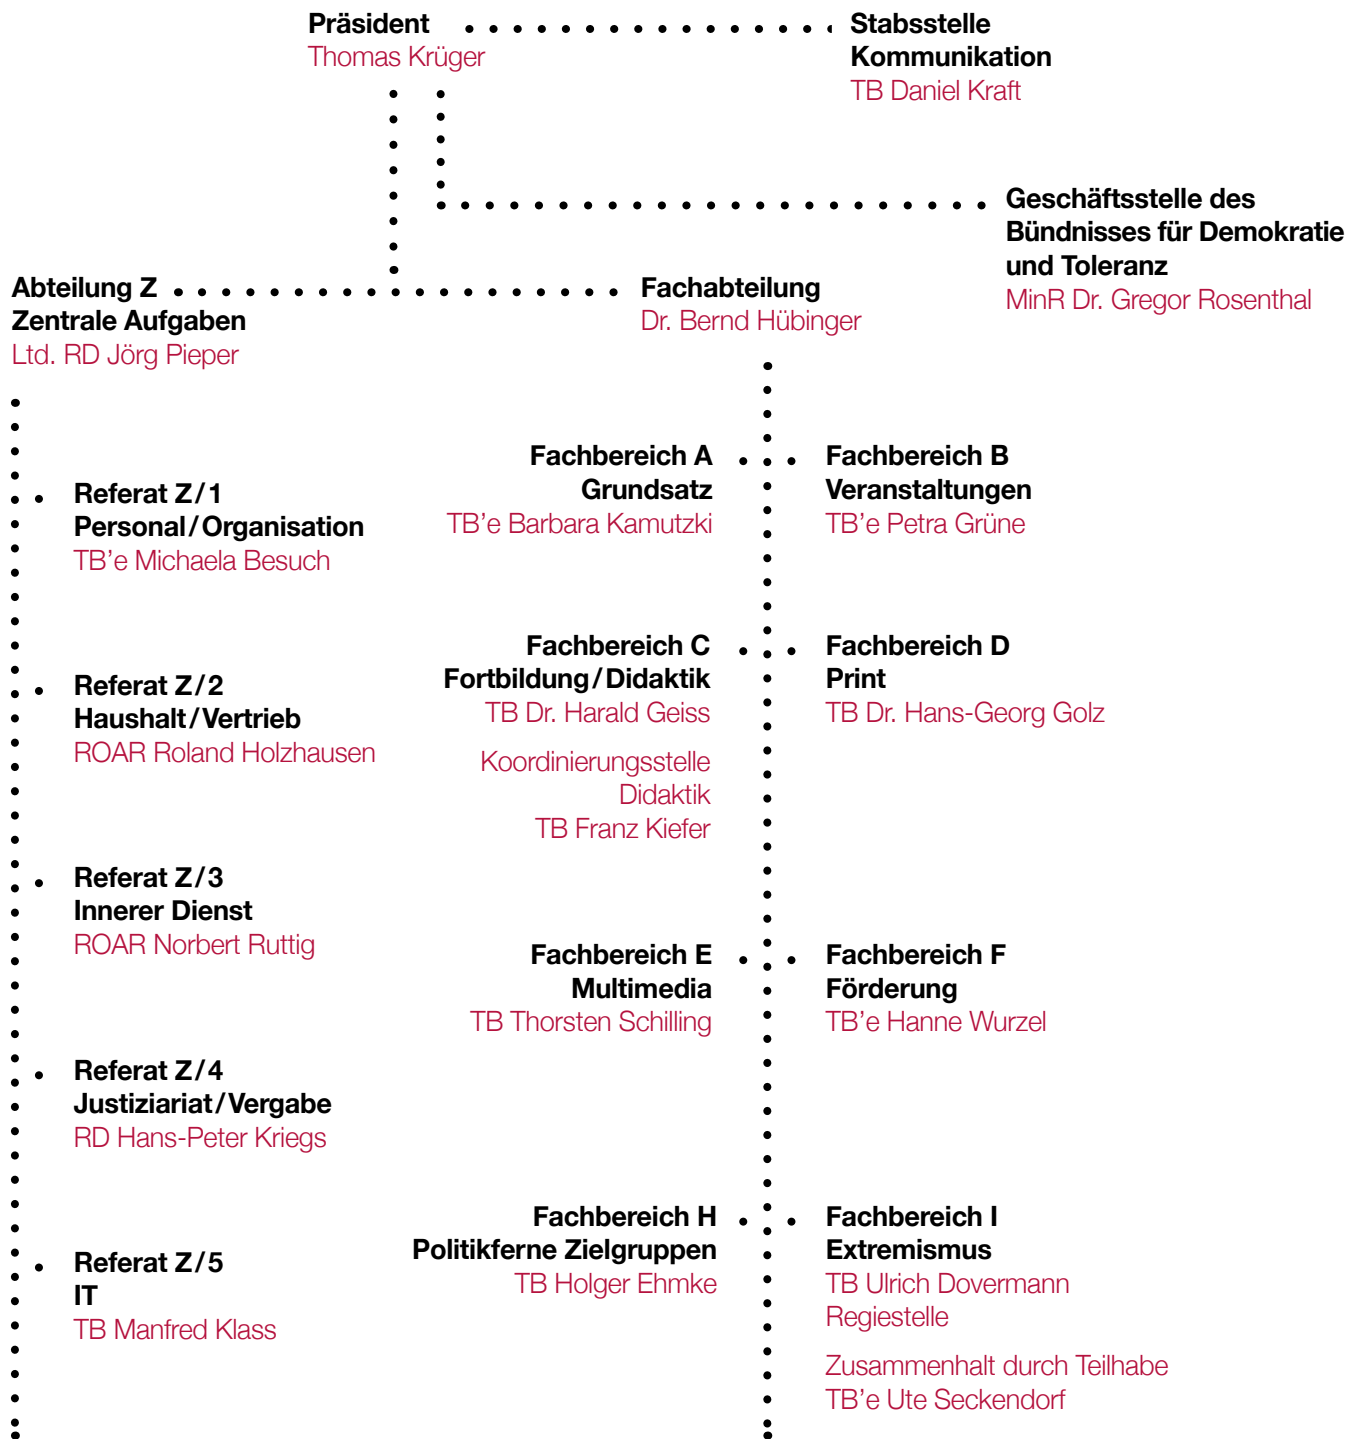 Präsident
Thomas Krüger
Stabsstelle
Kommunikation
TB Daniel Kraft
Geschäftsstelle des
Bündnisses für Demokratie
und Toleranz
MinR Dr. Gregor Rosenthal
Abteilung Z
Zentrale Aufgaben
Ltd. RD Jörg Pieper
Fachabteilung
Dr. Bernd Hübinger
Referat Z/1
Personal/Organisation
TB’e Michaela Besuch
Referat Z/2
Haushalt/Vertrieb
ROAR Roland Holzhausen
Referat Z/3
Innerer Dienst
ROAR Norbert Ruttig
Referat Z/4
Justiziariat/Vergabe
RD Hans-Peter Kriegs
Referat Z/5
IT
TB Manfred Klass
Fachbereich A
Grundsatz
TB’e Barbara Kamutzki
Fachbereich B
Veranstaltungen
TB’e Petra Grüne
Fachbereich C
Fortbildung/Didaktik
TB Dr. Harald Geiss
Koordinierungsstelle
Didaktik
TB Franz Kiefer
Fachbereich D
Print
TB Dr. Hans-Georg Golz
Fachbereich E
Multimedia
TB Thorsten Schilling
Fachbereich F
Förderung
TB’e Hanne Wurzel
Fachbereich H
Politikferne Zielgruppen
TB Holger Ehmke
Fachbereich I
Extremismus
TB Ulrich Dovermann
Regiestelle
Zusammenhalt durch Teilhabe
TB’e Ute Seckendorf